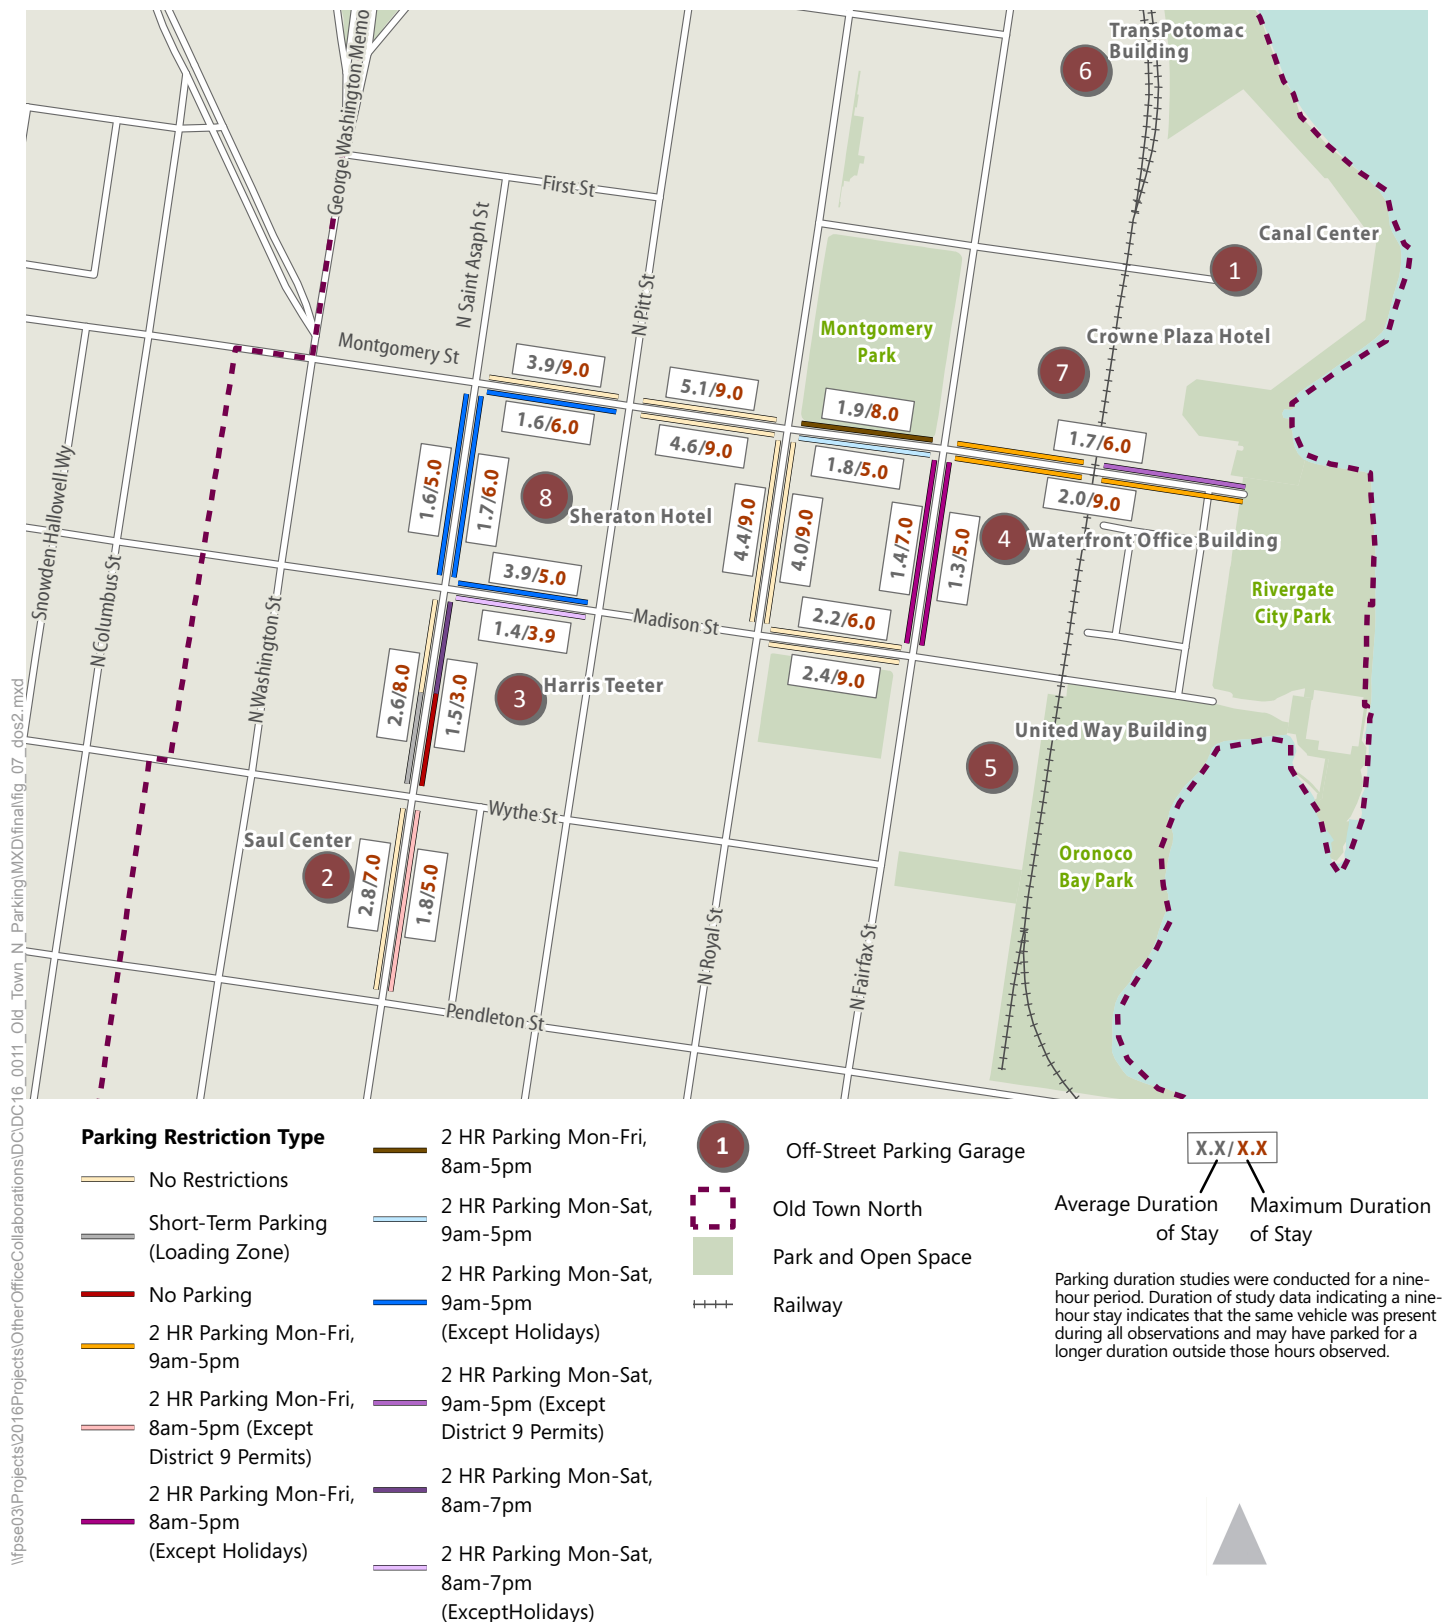 TransPotomac
Building
6
George Washington Memo
First St
N Saint Asaph St
N Pitt St
Canal Center
1
Montgomery St
Montgomery
Park
Crowne Plaza Hotel
7
3.9/9.0
5.1/9.0
1.9/8.0
1.6/6.0
4.6/9.0
1.8/5.0
1.7/6.0
2.0/9.0
1.6/5.0
1.7/6.0
8
Sheraton Hotel
4.4/9.0
4.0/9.0
1.4/7.0
1.3/5.0
4
Waterfront Office Building
Snowden Hallowell Wy
N Columbus St
N Washington St
3.9/5.0
1.4/3.9
Madison St
2.2/6.0
2.4/9.0
Rivergate
City Park
2.6/8.0
1.5/3.0
3
Harris Teeter
United Way Building
5
Wythe St
Saul Center
2
2.8/7.0
1.8/5.0
Oronoco
Bay Park
N Royal St
N Fairfax St
Pendleton St
\\fpse03\Projects\2016Projects\OtherOfficeCollaborations\DC\DC16_0011_Old_Town_N_Parking\MXD\final\fig_07_dos2.mxd
Parking Restriction Type
No Restrictions
Short-Term Parking
(Loading Zone)
No Parking
2 HR Parking Mon-Fri,
9am-5pm
2 HR Parking Mon-Fri,
8am-5pm (Except
District 9 Permits)
2 HR Parking Mon-Fri,
8am-5pm
(Except Holidays)
2 HR Parking Mon-Fri,
8am-5pm
2 HR Parking Mon-Sat,
9am-5pm
2 HR Parking Mon-Sat,
9am-5pm
(Except Holidays)
2 HR Parking Mon-Sat,
9am-5pm (Except
District 9 Permits)
2 HR Parking Mon-Sat,
8am-7pm
2 HR Parking Mon-Sat,
8am-7pm
(ExceptHolidays)
1
Off-Street Parking Garage
Old Town North
Park and Open Space
Railway
X.X/X.X
Average Duration
of Stay
Maximum Duration
of Stay
Parking duration studies were conducted for a nine-
hour period. Duration of study data indicating a nine-
hour stay indicates that the same vehicle was present
during all observations and may have parked for a
longer duration outside those hours observed.